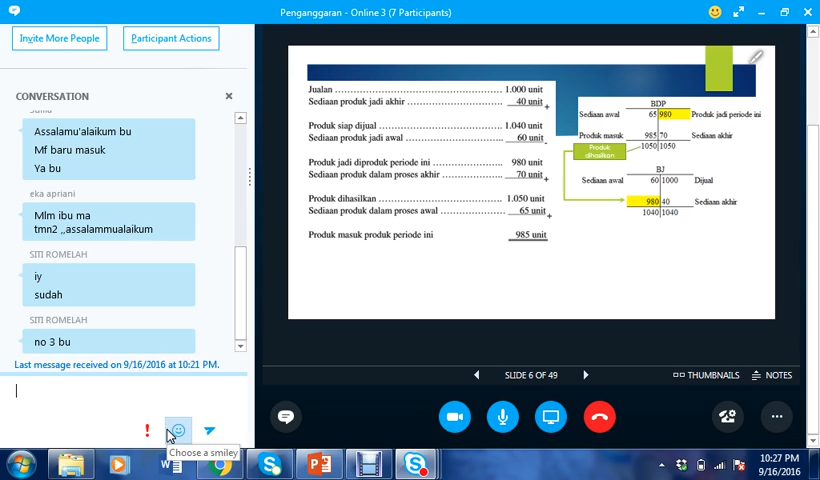 Penganggaran - Online 3 (7 Participants)
Invite More People
Participant Actions
CONVERSATION
Assalamu'alaikum bu
Mf baru masuk
Ya bu
eka apriani
Mlm ibu ma
tmn2 ,,assalammualaikum
SITI ROMELAH
iy
sudah
SITI ROMELAH
no 3 bu
Last message received on 9/16/2016 at 10:21 PM.
Choose a smiley
Jualan ........ 1.000 unit
Sediaan produk jadi akhir ........ 40 unit +
Produk siap dijual ........ 1.040 unit
Sediaan produk jadi awal ........ 60 unit -
Produk jadi diproduk periode ini ........ 980 unit
Sediaan produk dalam proses akhir ........ 70 unit +
Produk dihasilkan ........ 1.050 unit
Sediaan produk dalam proses awal ........ 65 unit +
Produk masuk produk periode ini 985 unit
BDP
Sediaan awal 65 980 Produk jadi periode ini
Produk masuk 985 70 Sediaan akhir
1050 1050
Produk
dihasilkan
BJ
Sediaan awal 60 1000 Dijual
980 40 Sediaan akhir
1040 1040
SLIDE 6 OF 49
THUMBNAILS
NOTES
10:27 PM
9/16/2016